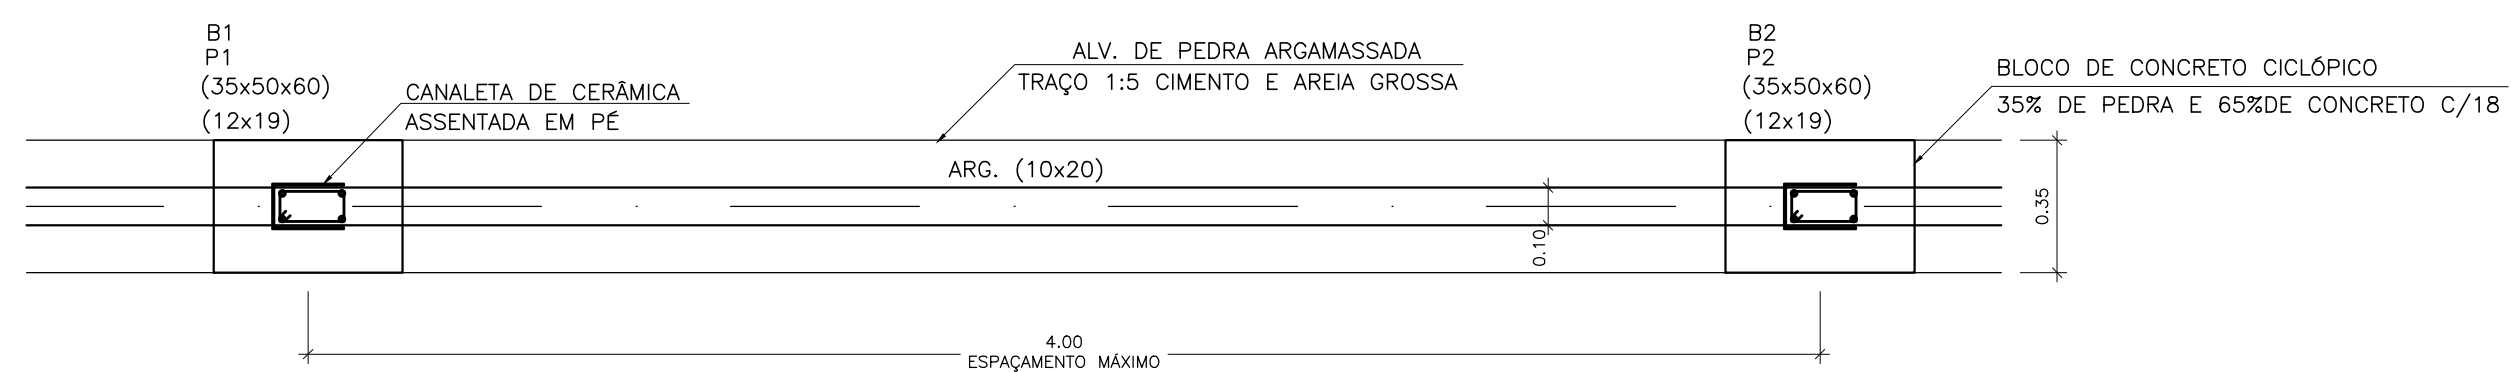 B1
P1
(35x50x60)
(12x19)
CANALETA DE CERÂMICA
ASSENTADA EM PÉ
ALV. DE PEDRA ARGAMASSADA
TRAÇO 1:5 CIMENTO E AREIA GROSSA
B2
P2
(35x50x60)
(12x19)
BLOCO DE CONCRETO CICLÓPICO
35% DE PEDRA E 65%DE CONCRETO C/18
ARG. (10x20)
0.10
0.35
4.00
ESPAÇAMENTO MÁXIMO